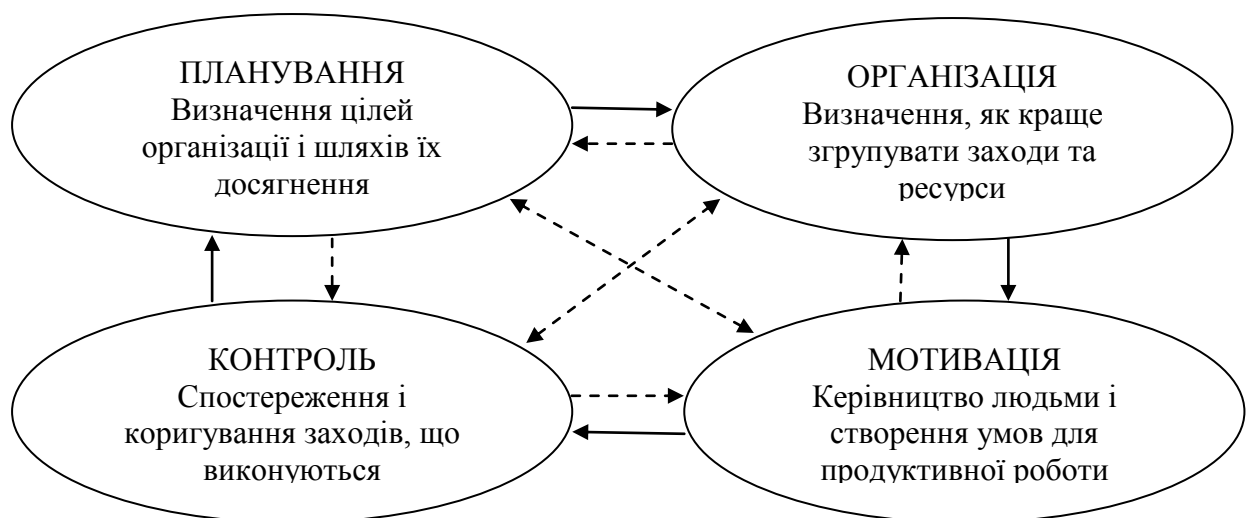 ПЛАНУВАННЯ
Визначення цілей
організації і шляхів їх
досягнення
ОРГАНІЗАЦІЯ
Визначення, як краще
згрупувати заходи та
ресурси
КОНТРОЛЬ
Спостереження і
коригування заходів, що
виконуються
МОТИВАЦІЯ
Керівництво людьми і
створення умов для
продуктивної роботи